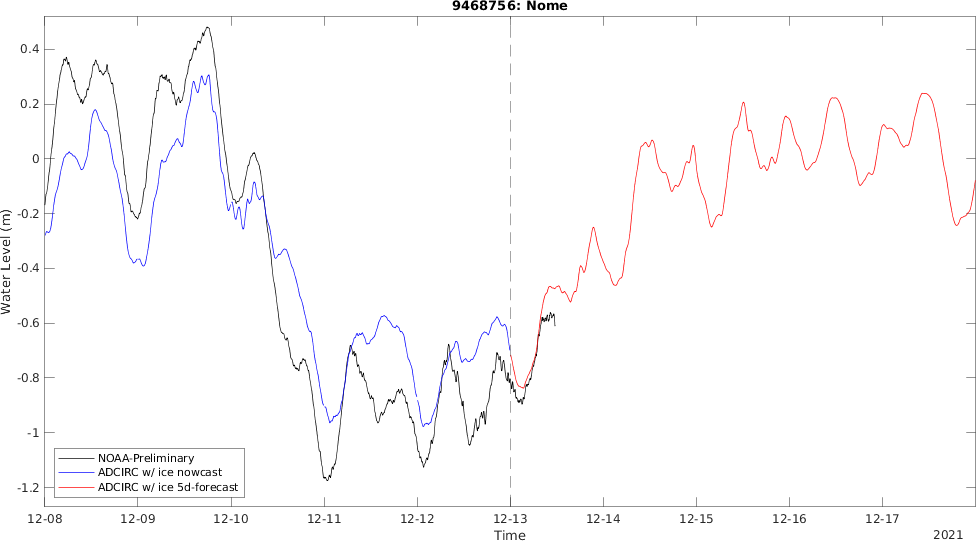 9468756: Nome
Water Level (m)
0.4
0.2
0
-0.2
-0.4
-0.6
-0.8
-1
-1.2
NOAA-Preliminary
ADCIRC w/ ice nowcast
ADCIRC w/ ice 5d-forecast
12-08 12-09 12-10 12-11 12-12 12-13 12-14 12-15 12-16 12-17
Time
2021